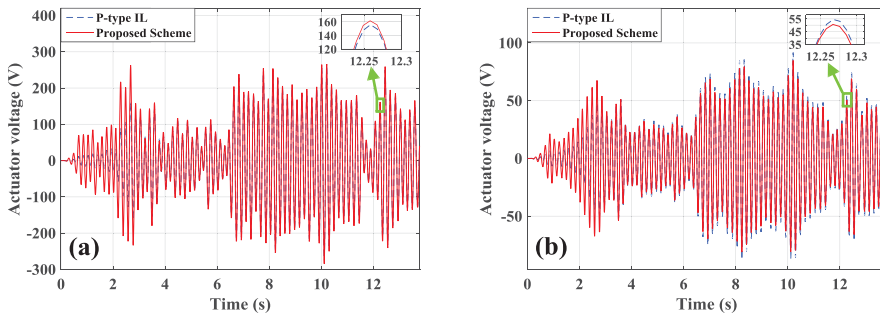 400
300
200
100
0
-100
-200
-300
Actuator voltage (V)
P-type IL
Proposed Scheme
160
140
120
12.25 12.3
(a)
0 2 4 6 8 10 12
Time (s)
100
50
0
-50
Actuator voltage (V)
P-type IL
Proposed Scheme
55
45
35
12.25 12.3
(b)
0 2 4 6 8 10 12
Time (s)